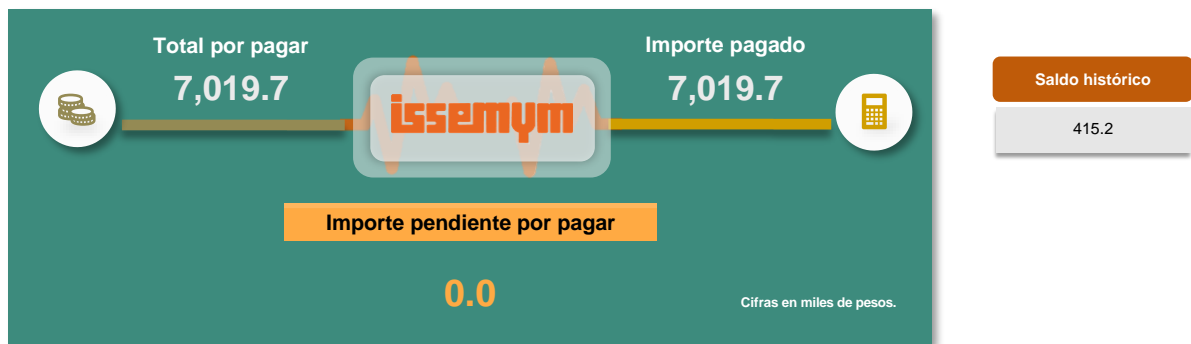 Total por pagar
7,019.7
issemym
Importe pagado
7,019.7
Saldo histórico
415.2
Importe pendiente por pagar
0.0
Cifras en miles de pesos.